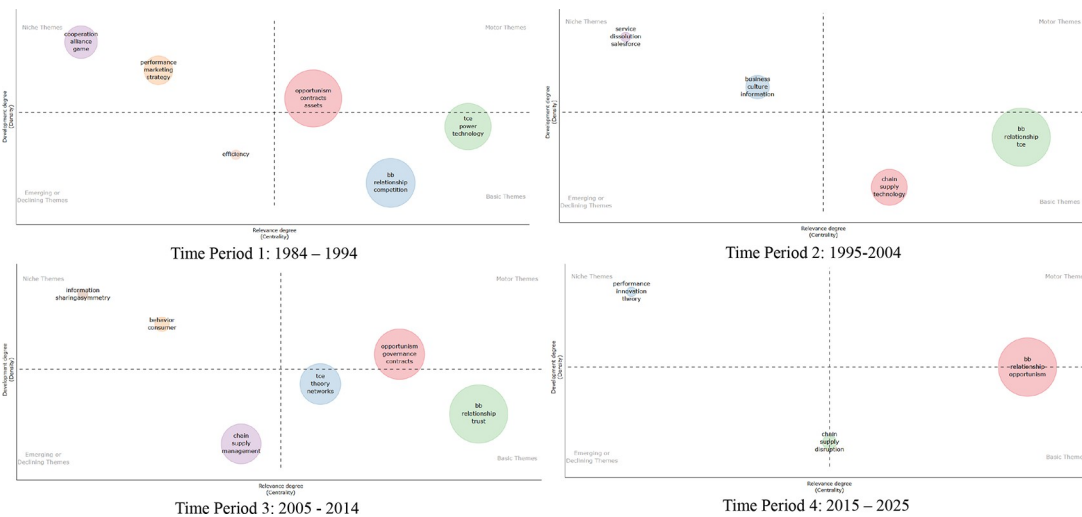 Niche Themes
Motor Themes
cooperation
alliance
game
performance
marketing
strategy
opportunism
contracts
assets
tce
power
technology
efficiency
bb
relationship
competition
Emerging or
Declining Themes
Basic Themes
Development degree
(Density)
Relevance degree
(Centrality)
Time Period 1: 1984 – 1994
Niche Themes
Motor Themes
service
dissolution
salesforce
business
culture
information
bb
relationship
tce
chain
supply
technology
Emerging or
Declining Themes
Basic Themes
Development degree
(Density)
Relevance degree
(Centrality)
Time Period 2: 1995-2004
Niche Themes
Motor Themes
information
sharingasymmetry
behavior
consumer
opportunism
governance
contracts
tce
theory
networks
bb
relationship
trust
chain
supply
management
Emerging or
Declining Themes
Basic Themes
Development degree
(Density)
Relevance degree
(Centrality)
Time Period 3: 2005 - 2014
Niche Themes
Motor Themes
performance
innovation
theory
bb
relationship
opportunism
chain
supply
disruption
Emerging or
Declining Themes
Basic Themes
Development degree
(Density)
Relevance degree
(Centrality)
Time Period 4: 2015 – 2025